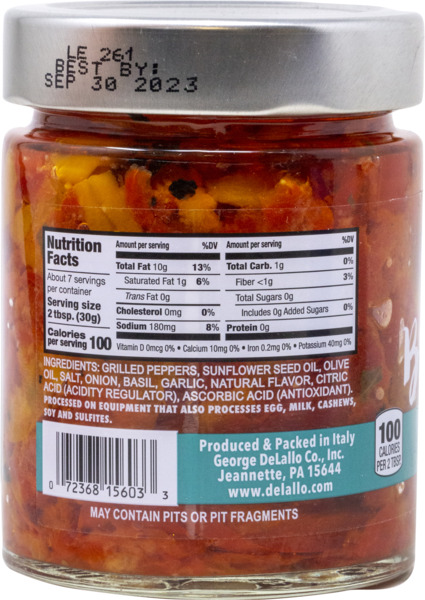 LE 261
BEST BY:
SEP 30 2023
Nutrition
Facts
About 7 servings
per container
Serving size
2 tbsp. (30g)
Calories
per serving 100
Amount per serving %DV
Total Fat 10g 13%
Saturated Fat 1g 6%
Trans Fat 0g
Cholesterol 0mg 0%
Sodium 180mg 8%
Amount per serving %DV
Total Carb. 1g 0%
Fiber <1g 3%
Total Sugars 0g
Includes 0g Added Sugars 0%
Protein 0g
Vitamin D 0mcg 0% • Calcium 10mg 0% • Iron 0.2mg 0% • Potassium 40mg 0%
INGREDIENTS: GRILLED PEPPERS, SUNFLOWER SEED OIL, OLIVE
OIL, SALT, ONION, BASIL, GARLIC, NATURAL FLAVOR, CITRIC
ACID (ACIDITY REGULATOR), ASCORBIC ACID (ANTIOXIDANT).
PROCESSED ON EQUIPMENT THAT ALSO PROCESSES EGG, MILK, CASHEWS,
SOY AND SULFITES.
0 72368 15603 3
Produced & Packed in Italy
George DeLallo Co., Inc.
Jeannette, PA 15644
www.delallo.com
100
CALORIES
PER 2 TBSP
MAY CONTAIN PITS OR PIT FRAGMENTS